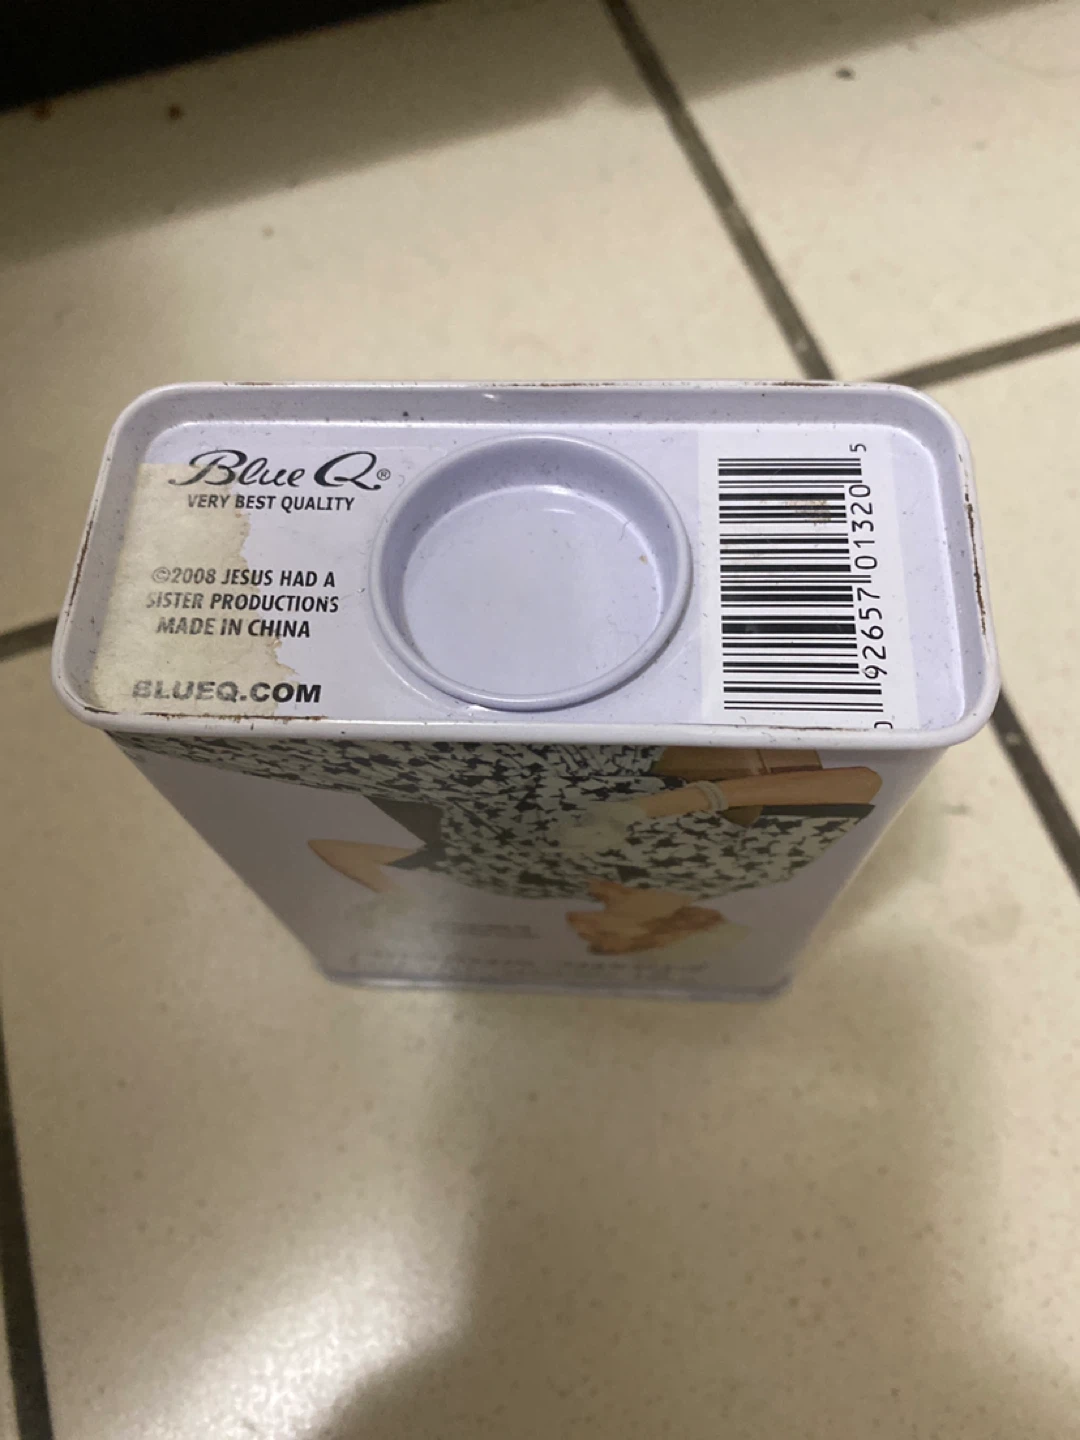 Blue Q®
VERY BEST QUALITY
©2008 JESUS HAD A
SISTER PRODUCTIONS
MADE IN CHINA
BLUEQ.COM
0 92657 01320 5